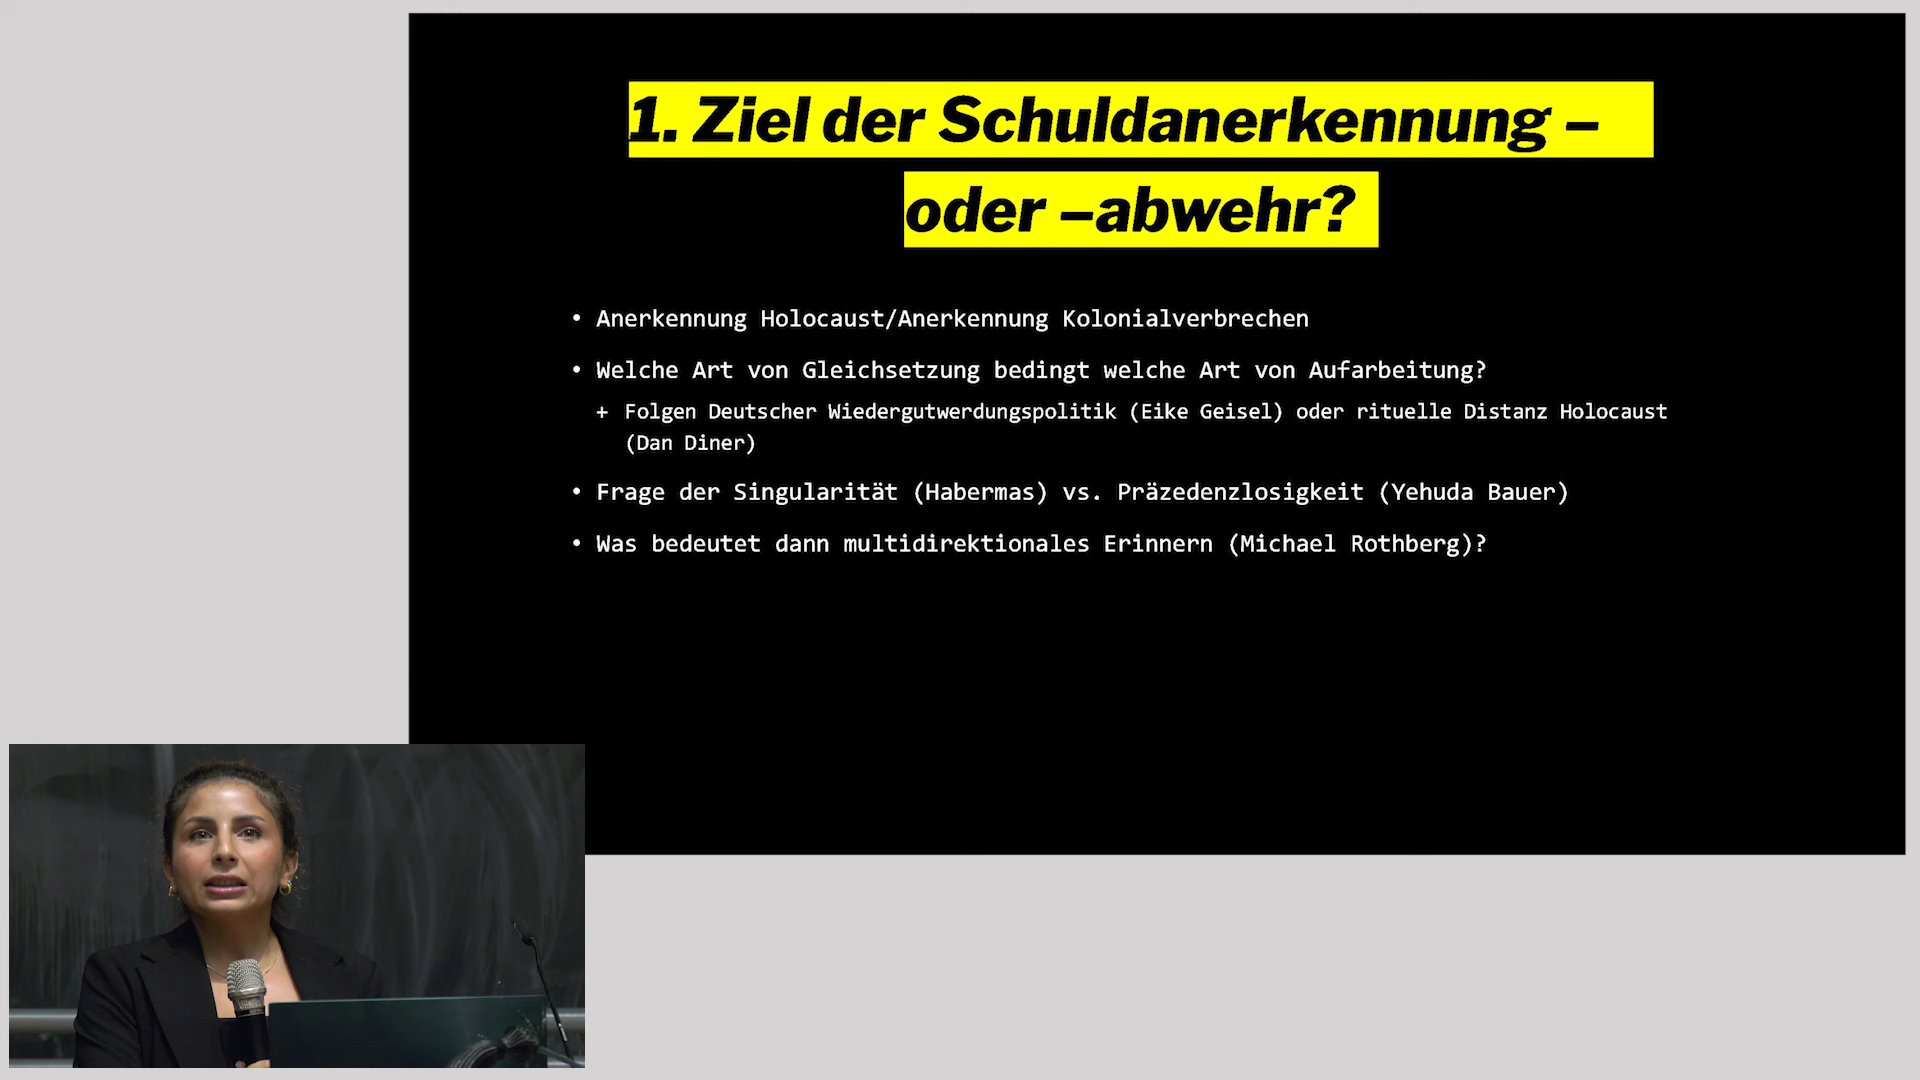 1. Ziel der Schuldanerkennung –
oder –abwehr?
• Anerkennung Holocaust/Anerkennung Kolonialverbrechen
• Welche Art von Gleichsetzung bedingt welche Art von Aufarbeitung?
+ Folgen Deutscher Wiedergutwerdungspolitik (Eike Geisel) oder rituelle Distanz Holocaust
(Dan Diner)
• Frage der Singularität (Habermas) vs. Präzedenzlosigkeit (Yehuda Bauer)
• Was bedeutet dann multidirektionales Erinnern (Michael Rothberg)?